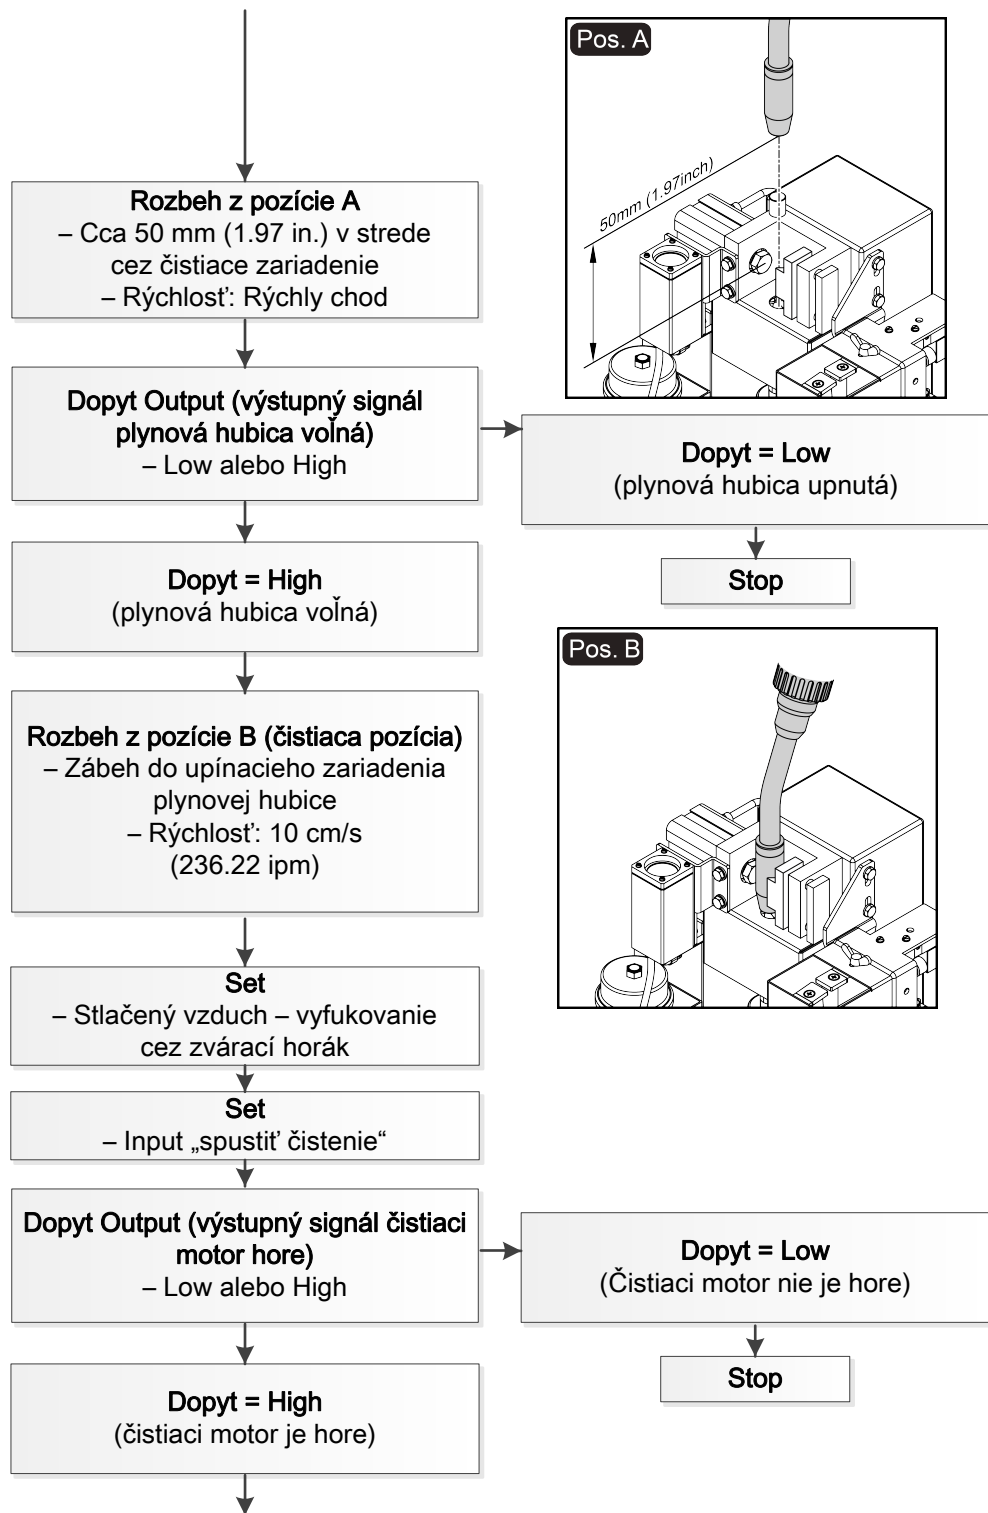 Pos. A
50mm (1.97inch)
Rozbeh z pozície A
– Cca 50 mm (1.97 in.) v strede
cez čistiace zariadenie
– Rýchlosť: Rýchly chod
Dopyt Output (výstupný signál
plynová hubica voľná)
– Low alebo High
Dopyt = Low
(plynová hubica upnutá)
Stop
Dopyt = High
(plynová hubica voľná)
Pos. B
Rozbeh z pozície B (čistiaca pozícia)
– Zábeh do upínacieho zariadenia
plynovej hubice
– Rýchlosť: 10 cm/s
(236.22 ipm)
Set
– Stlačený vzduch – vyfukovanie
cez zvárací horák
Set
– Input „spustiť čistenie“
Dopyt Output (výstupný signál čistiaci
motor hore)
– Low alebo High
Dopyt = Low
(Čistiaci motor nie je hore)
Stop
Dopyt = High
(čistiaci motor je hore)